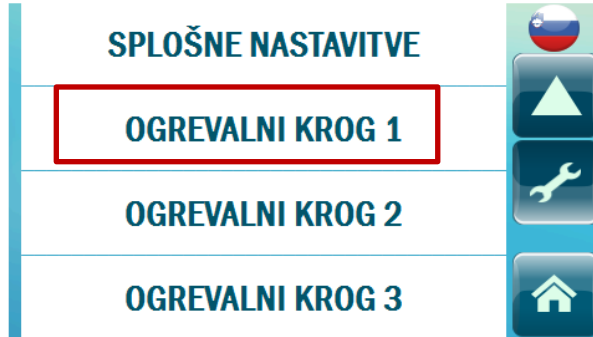 SPLOŠNE NASTAVITVE
OGREVALNI KROG 1
OGREVALNI KROG 2
OGREVALNI KROG 3